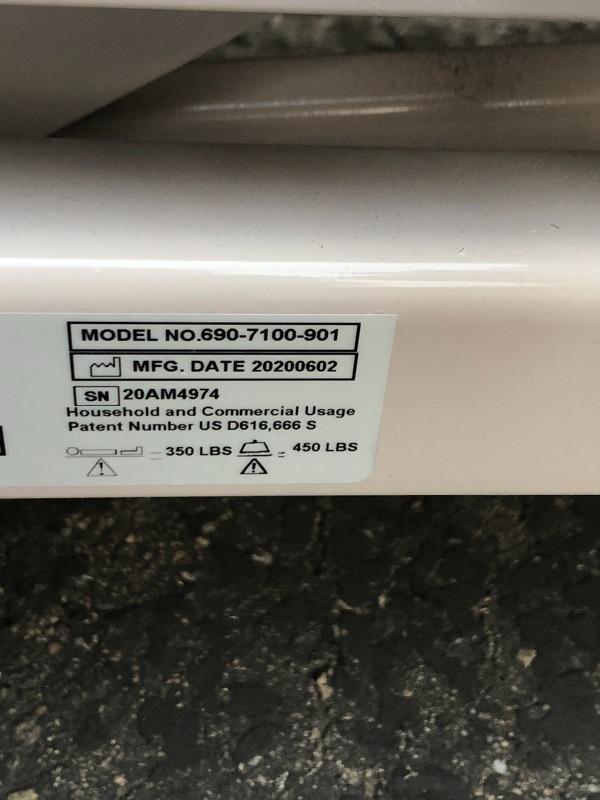 MODEL NO.690-7100-901
MFG. DATE 20200602
SN 20AM4974
Household and Commercial Usage
Patent Number US D616,666 S
= 350 LBS = 450 LBS